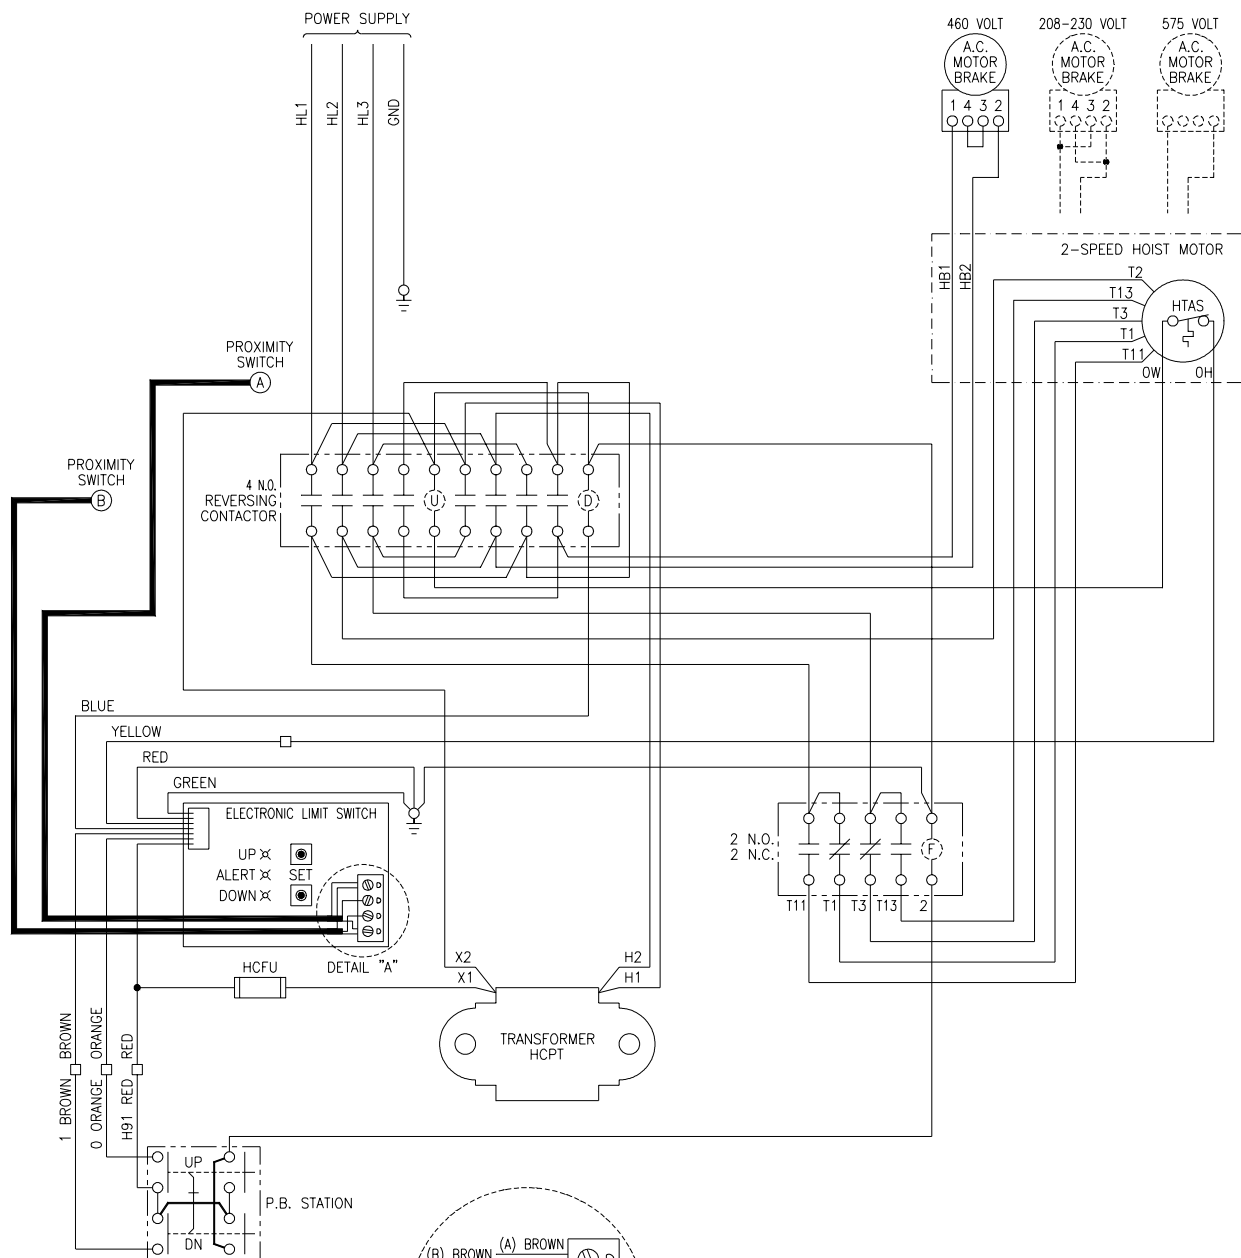 POWER SUPPLY
HL1
HL2
HL3
GND
460 VOLT
A.C.
MOTOR
BRAKE
1 4 3 2
208-230 VOLT
A.C.
MOTOR
BRAKE
1 4 3 2
575 VOLT
A.C.
MOTOR
BRAKE
2-SPEED HOIST MOTOR
HB1
HB2
T2
T13
T3
T1
T11
HTAS
OW
OH
PROXIMITY
SWITCH
A
PROXIMITY
SWITCH
B
4 N.O.
REVERSING
CONTACTOR
U
D
BLUE
YELLOW
RED
GREEN
ELECTRONIC LIMIT SWITCH
UP
ALERT
SET
DOWN
DETAIL "A"
2 N.O.
2 N.C.
F
T11
T1
T3
T13
2
HCFU
X2
X1
H2
H1
TRANSFORMER
HCPT
1 BROWN
BROWN
0 ORANGE
ORANGE
H91 RED
RED
UP
P.B. STATION
DN
(B) BROWN
(A) BROWN